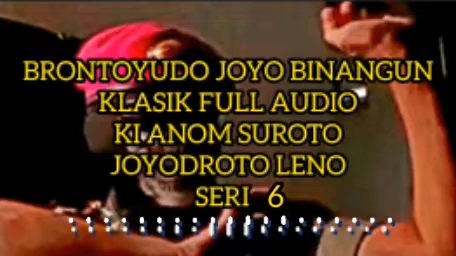 BRONTOYUDO JOYO BINANGUN
KLASIK FULL AUDIO
KI ANOM SUROTO
JOYODROTO LENO
SERI 6